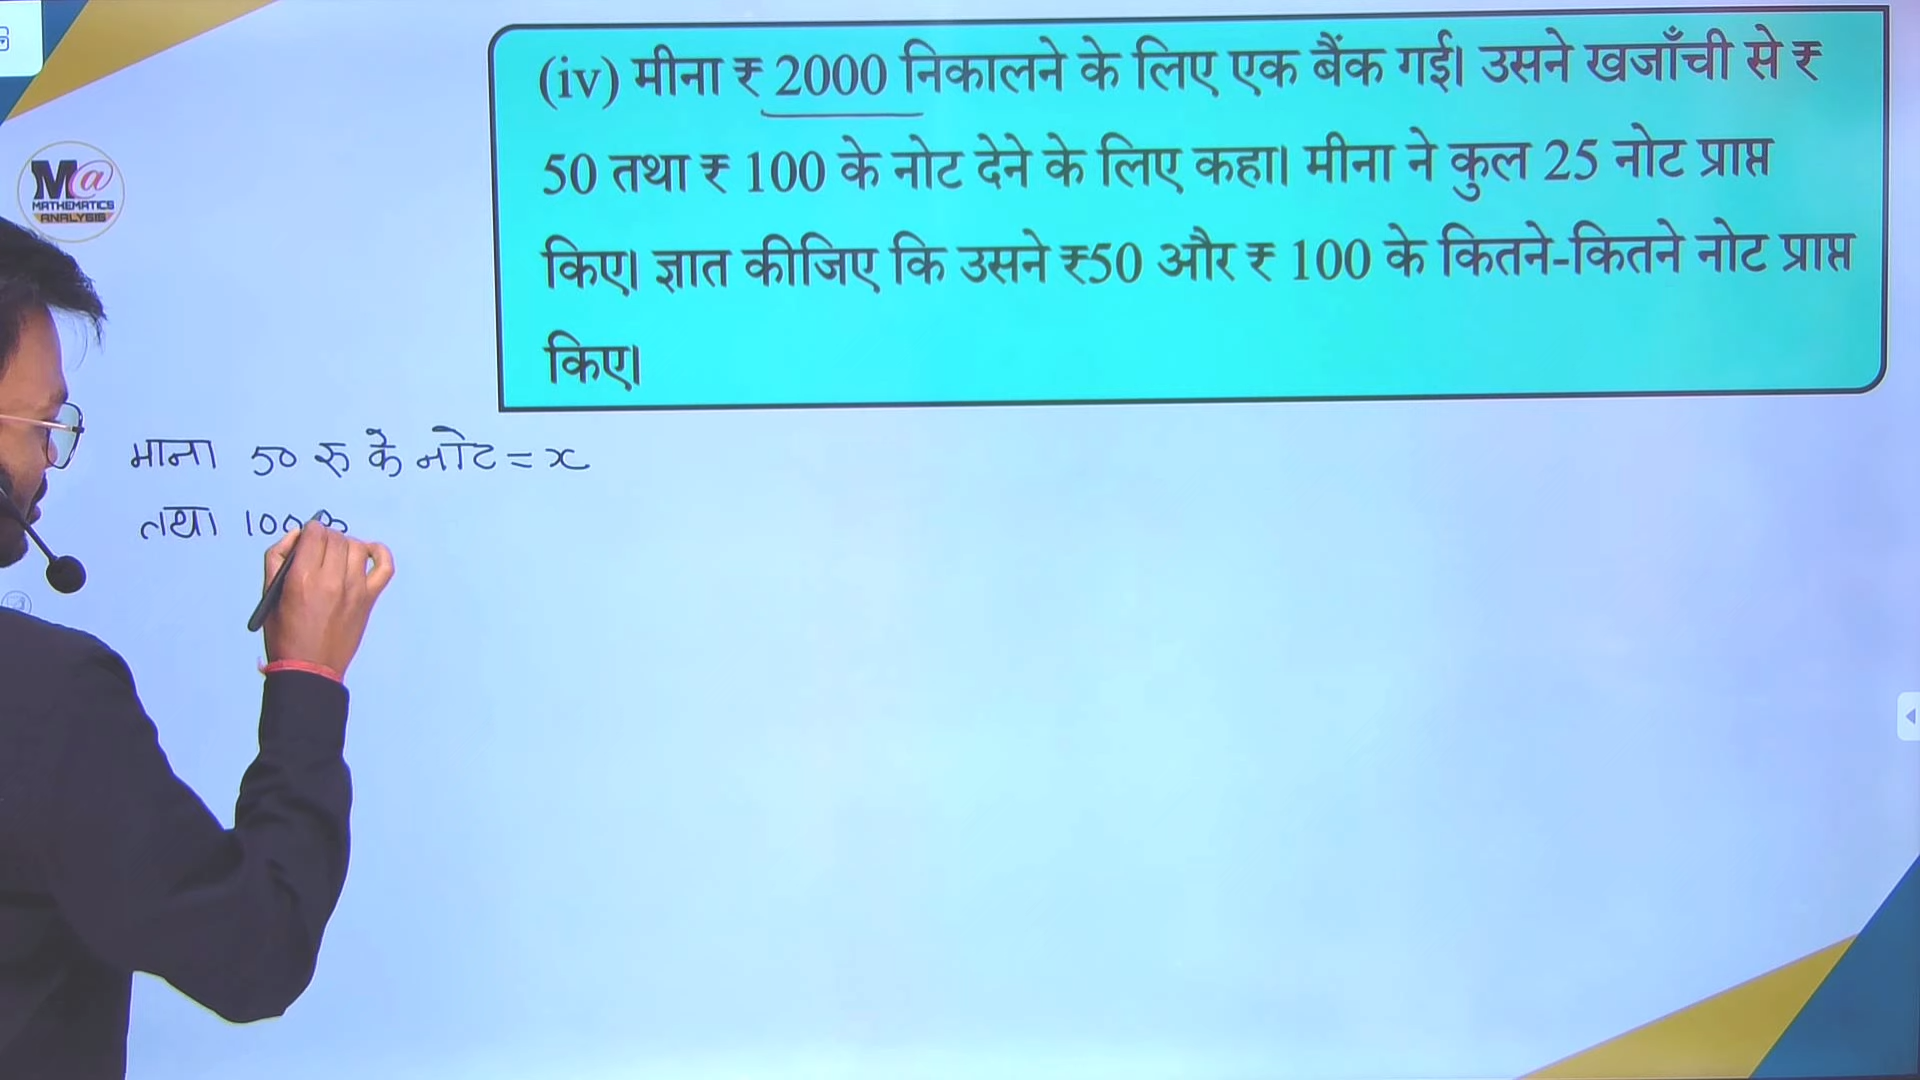 (iv) मीना ₹ 2000 निकालने के लिए एक बैंक गई। उसने खजाँची से ₹
50 तथा ₹ 100 के नोट देने के लिए कहा। मीना ने कुल 25 नोट प्राप्त
किए। ज्ञात कीजिए कि उसने ₹50 और ₹ 100 के कितने-कितने नोट प्राप्त
किए।
M@
MATHEMATICS
ANALYSIS
माना 50 रु के नोट = x
तथा 100